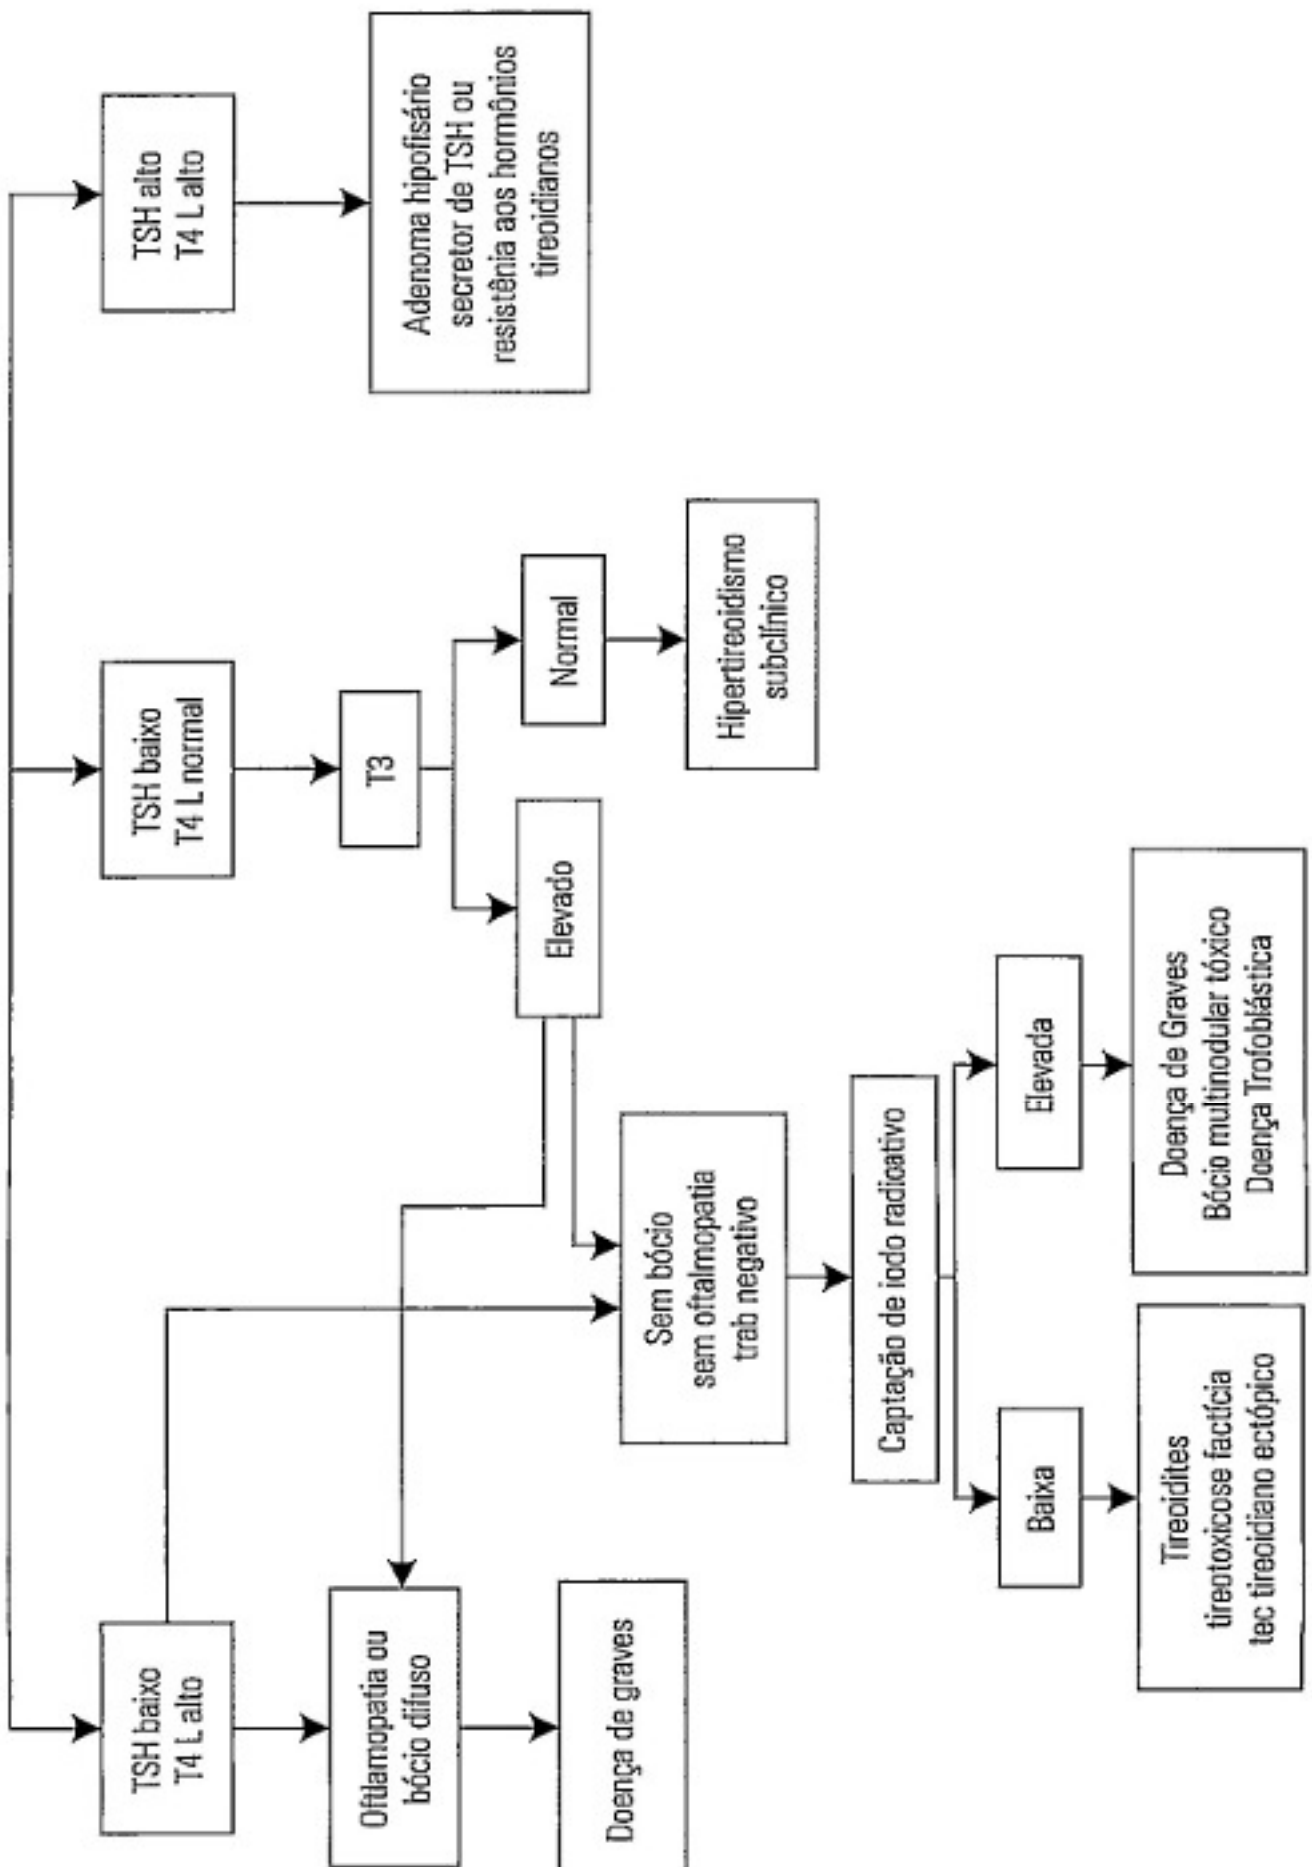 TSH baixo
T4 L alto
TSH baixo
T4 L normal
TSH alto
T4 L alto
Oftlamopatia ou
bócio difuso
T3
Adenoma hipofisário
secretor de TSH ou
resistênia aos hormônios
tireoidianos
Elevado
Normal
Doença de graves
Sem bócio
sem oftalmopatia
trab negativo
Hipertireoidismo
subclínico
Captação de iodo radioativo
Baixa
Elevada
Tireoidites
tireotoxicose factícia
tec tireoidiano ectópico
Doença de Graves
Bócio multinodular tóxico
Doença Trofoblástica